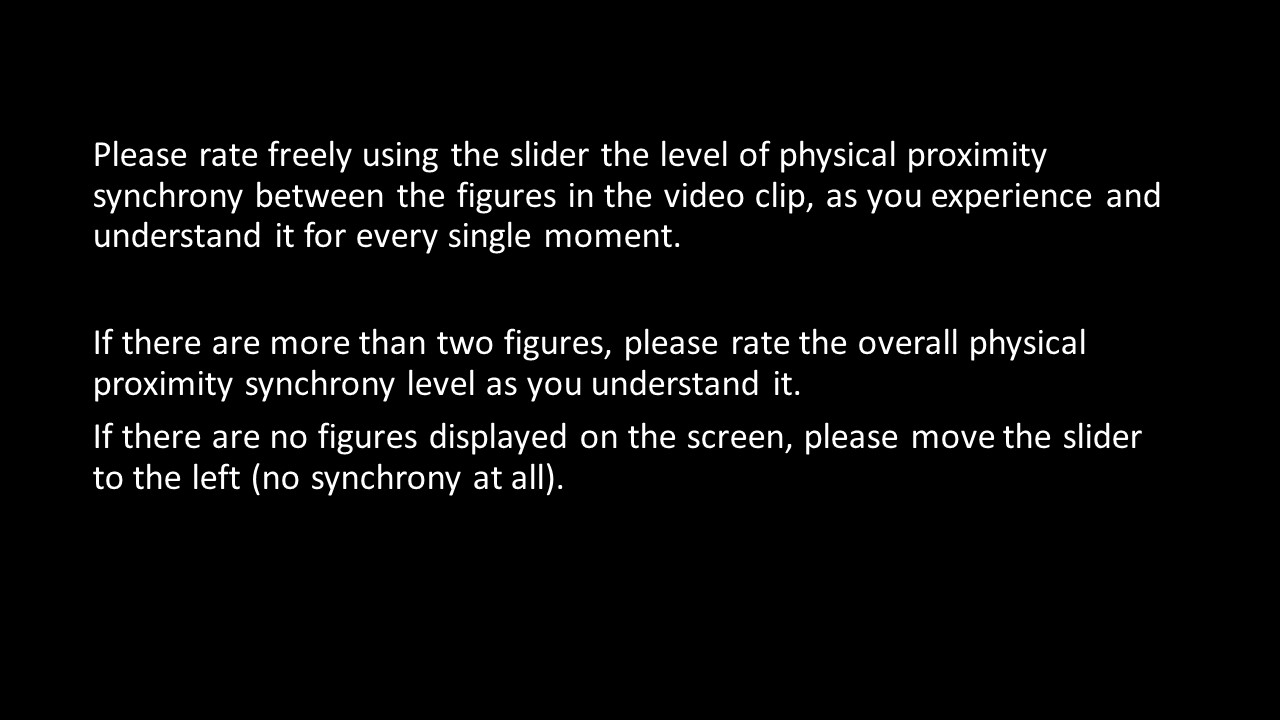 Please rate freely using the slider the level of physical proximity
synchrony between the figures in the video clip, as you experience and
understand it for every single moment.
If there are more than two figures, please rate the overall physical
proximity synchrony level as you understand it.
If there are no figures displayed on the screen, please move the slider
to the left (no synchrony at all).